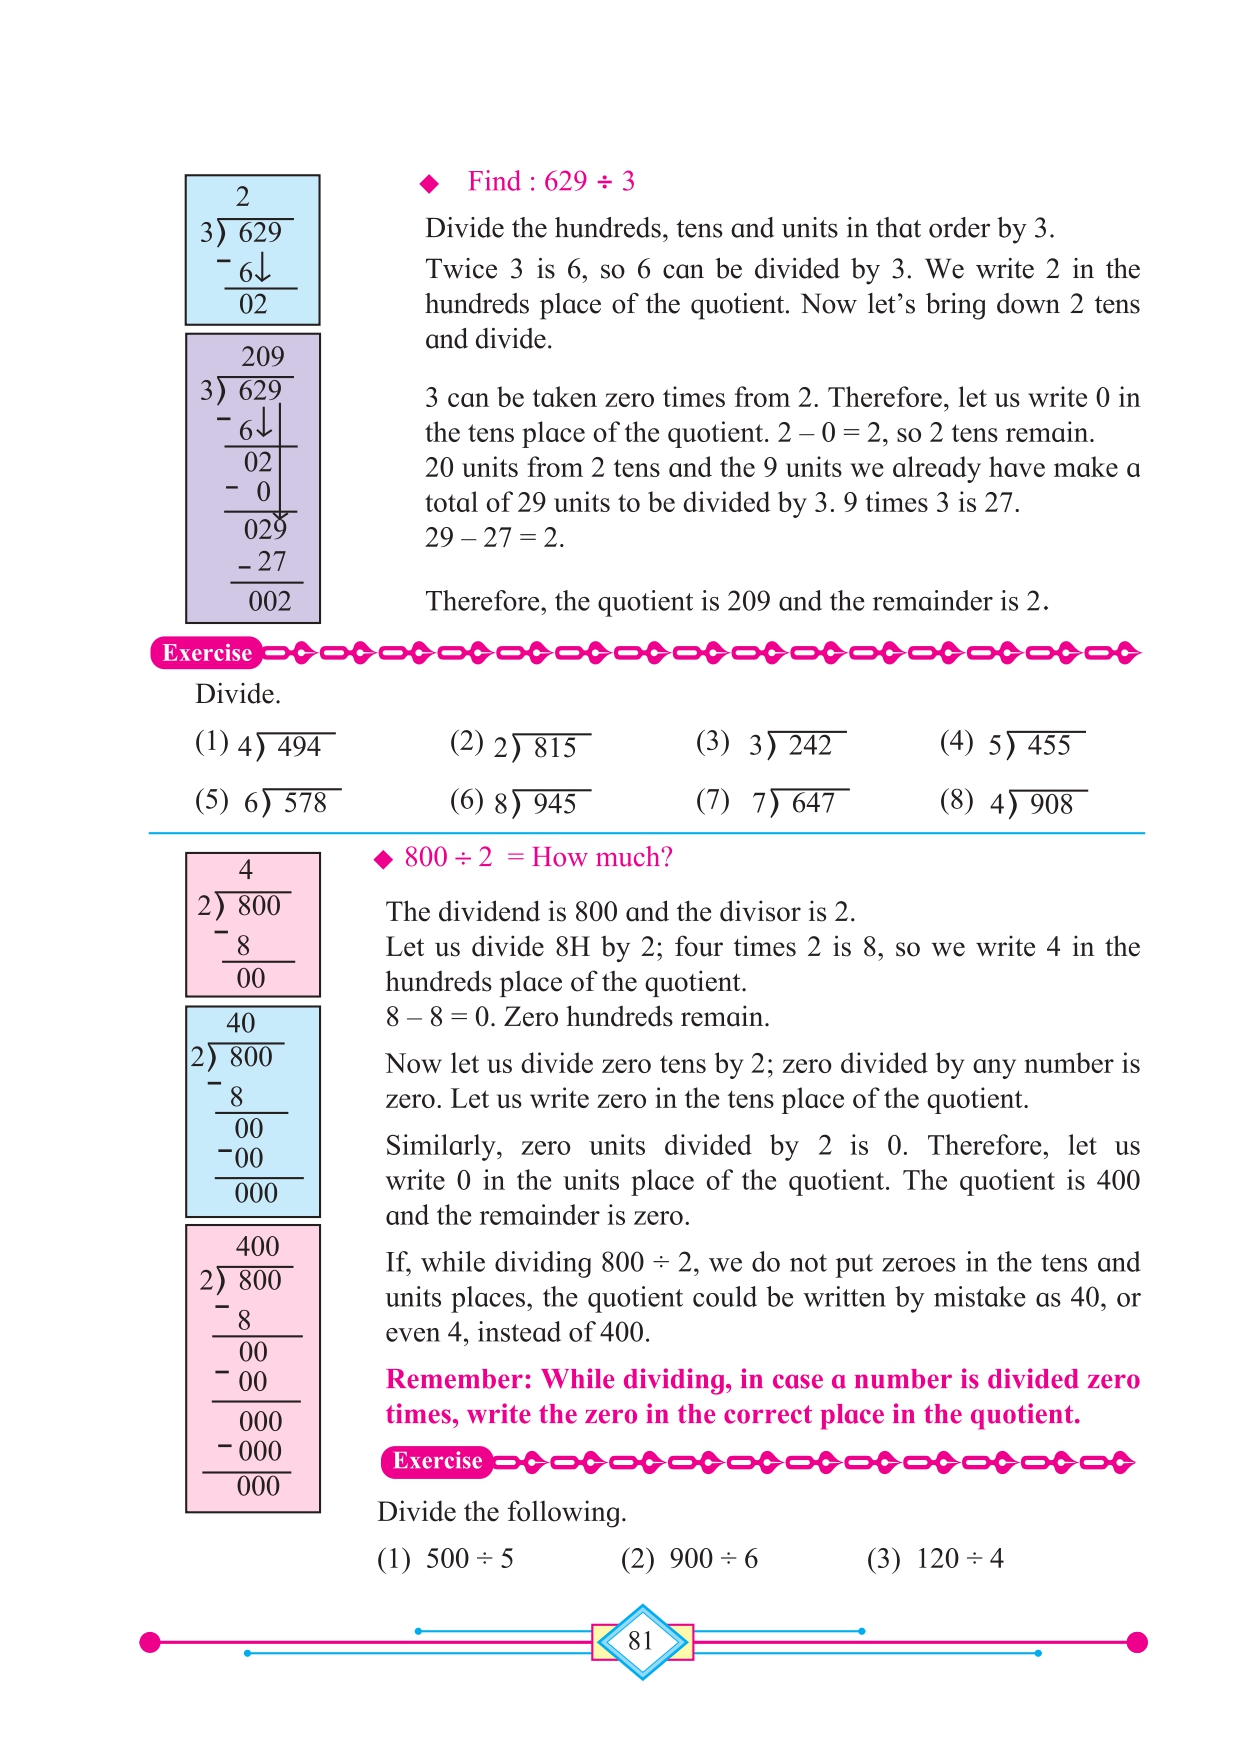 2
3) 629
– 6↓
02
◆ Find : 629 ÷ 3
Divide the hundreds, tens and units in that order by 3.
Twice 3 is 6, so 6 can be divided by 3. We write 2 in the
hundreds place of the quotient. Now let’s bring down 2 tens
and divide.
209
3) 629
– 6↓
02
– 0
029
– 27
002
3 can be taken zero times from 2. Therefore, let us write 0 in
the tens place of the quotient. 2 – 0 = 2, so 2 tens remain.
20 units from 2 tens and the 9 units we already have make a
total of 29 units to be divided by 3. 9 times 3 is 27.
29 – 27 = 2.
Therefore, the quotient is 209 and the remainder is 2.
Exercise
Divide.
(1) 4) 494 (2) 2) 815 (3) 3) 242 (4) 5) 455
(5) 6) 578 (6) 8) 945 (7) 7) 647 (8) 4) 908
4
2) 800
– 8
00
◆ 800 ÷ 2 = How much?
The dividend is 800 and the divisor is 2.
Let us divide 8H by 2; four times 2 is 8, so we write 4 in the
hundreds place of the quotient.
8 – 8 = 0. Zero hundreds remain.
40
2) 800
– 8
00
– 00
000
Now let us divide zero tens by 2; zero divided by any number is
zero. Let us write zero in the tens place of the quotient.
Similarly, zero units divided by 2 is 0. Therefore, let us
write 0 in the units place of the quotient. The quotient is 400
and the remainder is zero.
400
2) 800
– 8
00
– 00
000
– 000
000
If, while dividing 800 ÷ 2, we do not put zeroes in the tens and
units places, the quotient could be written by mistake as 40, or
even 4, instead of 400.
Remember: While dividing, in case a number is divided zero
times, write the zero in the correct place in the quotient.
Exercise
Divide the following.
(1) 500 ÷ 5 (2) 900 ÷ 6 (3) 120 ÷ 4
81